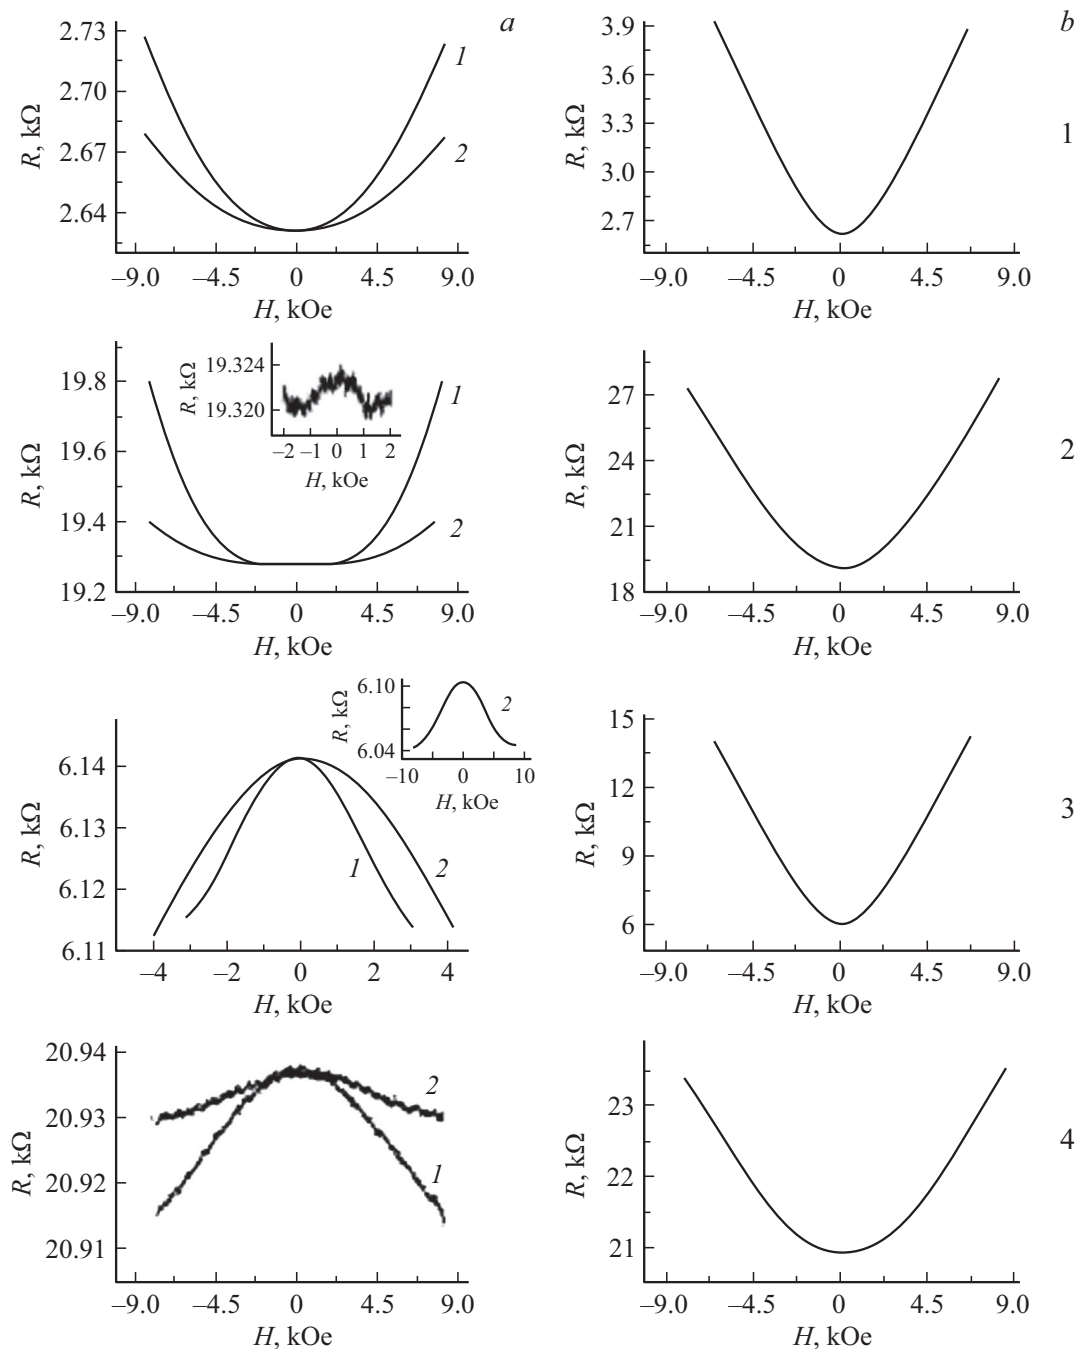 a
b
2.73
2.70
2.67
2.64
R, kΩ
1
2
–9.0 –4.5 0 4.5 9.0
H, kOe
3.9
3.6
3.3
3.0
2.7
R, kΩ
–9.0 –4.5 0 4.5 9.0
H, kOe
1
19.8
19.6
19.4
19.2
R, kΩ
1
2
–9.0 –4.5 0 4.5 9.0
H, kOe
19.324
19.320
R, kΩ
–2 –1 0 1 2
H, kOe
27
24
21
18
R, kΩ
–9.0 –4.5 0 4.5 9.0
H, kOe
2
6.14
6.13
6.12
6.11
R, kΩ
1
2
–4 –2 0 2 4
H, kOe
6.10
6.04
R, kΩ
2
–10 0 10
H, kOe
15
12
9
6
R, kΩ
–9.0 –4.5 0 4.5 9.0
H, kOe
3
20.94
20.93
20.92
20.91
R, kΩ
2
1
–9.0 –4.5 0 4.5 9.0
H, kOe
23
22
21
R, kΩ
–9.0 –4.5 0 4.5 9.0
H, kOe
4